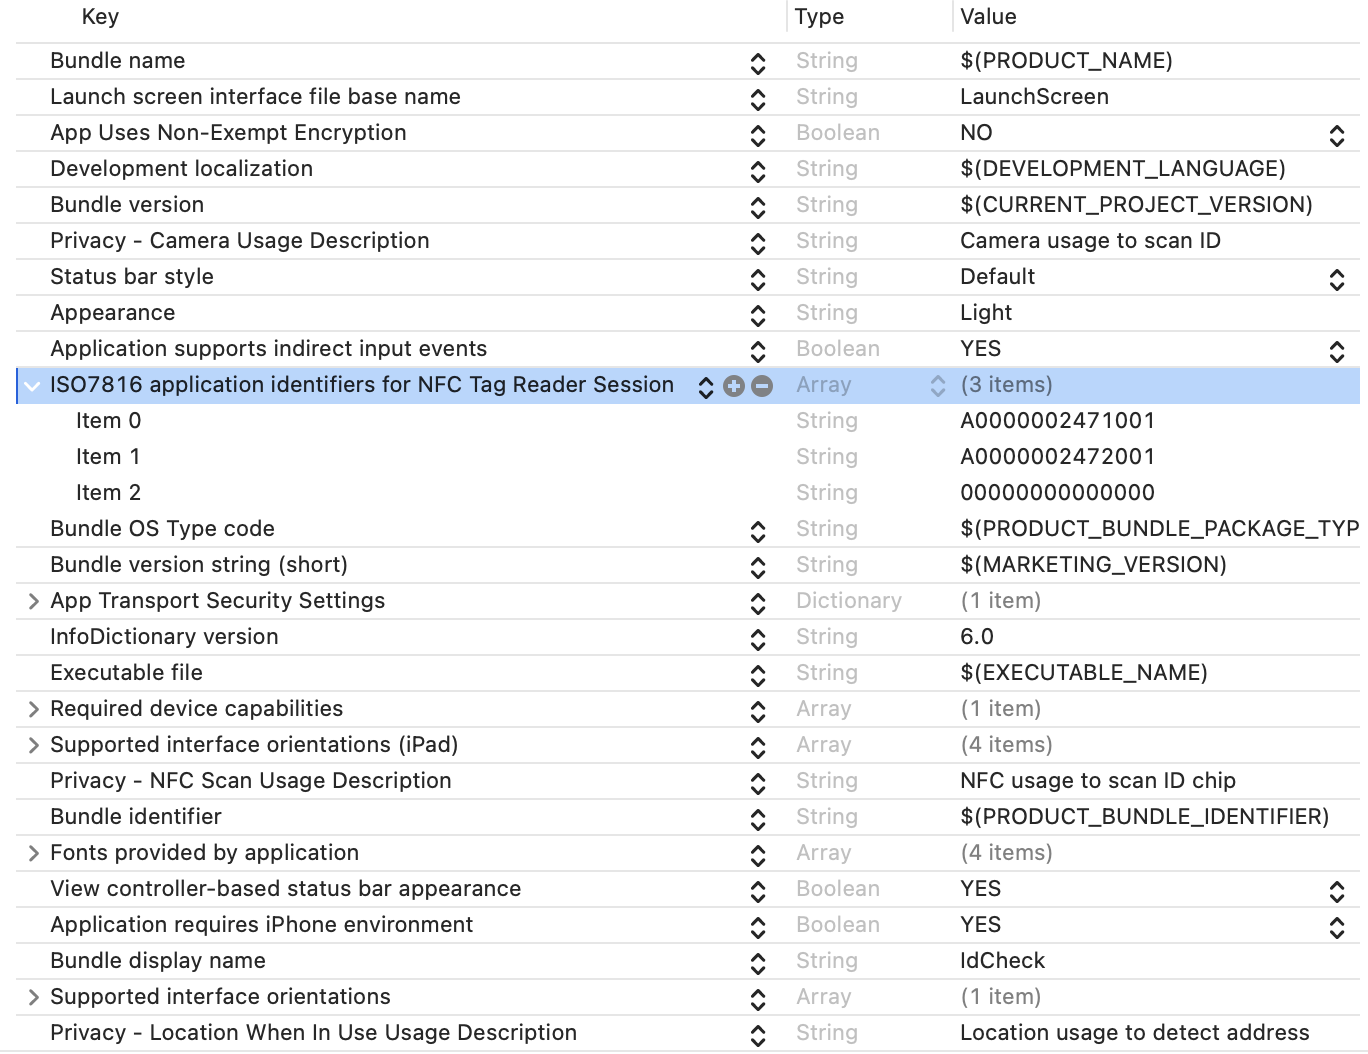 Key Type Value
Bundle name String $(PRODUCT_NAME)
Launch screen interface file base name String LaunchScreen
App Uses Non-Exempt Encryption Boolean NO
Development localization String $(DEVELOPMENT_LANGUAGE)
Bundle version String $(CURRENT_PROJECT_VERSION)
Privacy - Camera Usage Description String Camera usage to scan ID
Status bar style String Default
Appearance String Light
Application supports indirect input events Boolean YES
ISO7816 application identifiers for NFC Tag Reader Session Array (3 items)
Item 0 String A0000002471001
Item 1 String A0000002472001
Item 2 String 00000000000000
Bundle OS Type code String $(PRODUCT_BUNDLE_PACKAGE_TYP
Bundle version string (short) String $(MARKETING_VERSION)
App Transport Security Settings Dictionary (1 item)
InfoDictionary version String 6.0
Executable file String $(EXECUTABLE_NAME)
Required device capabilities Array (1 item)
Supported interface orientations (iPad) Array (4 items)
Privacy - NFC Scan Usage Description String NFC usage to scan ID chip
Bundle identifier String $(PRODUCT_BUNDLE_IDENTIFIER)
Fonts provided by application Array (4 items)
View controller-based status bar appearance Boolean YES
Application requires iPhone environment Boolean YES
Bundle display name String IdCheck
Supported interface orientations Array (1 item)
Privacy - Location When In Use Usage Description String Location usage to detect address